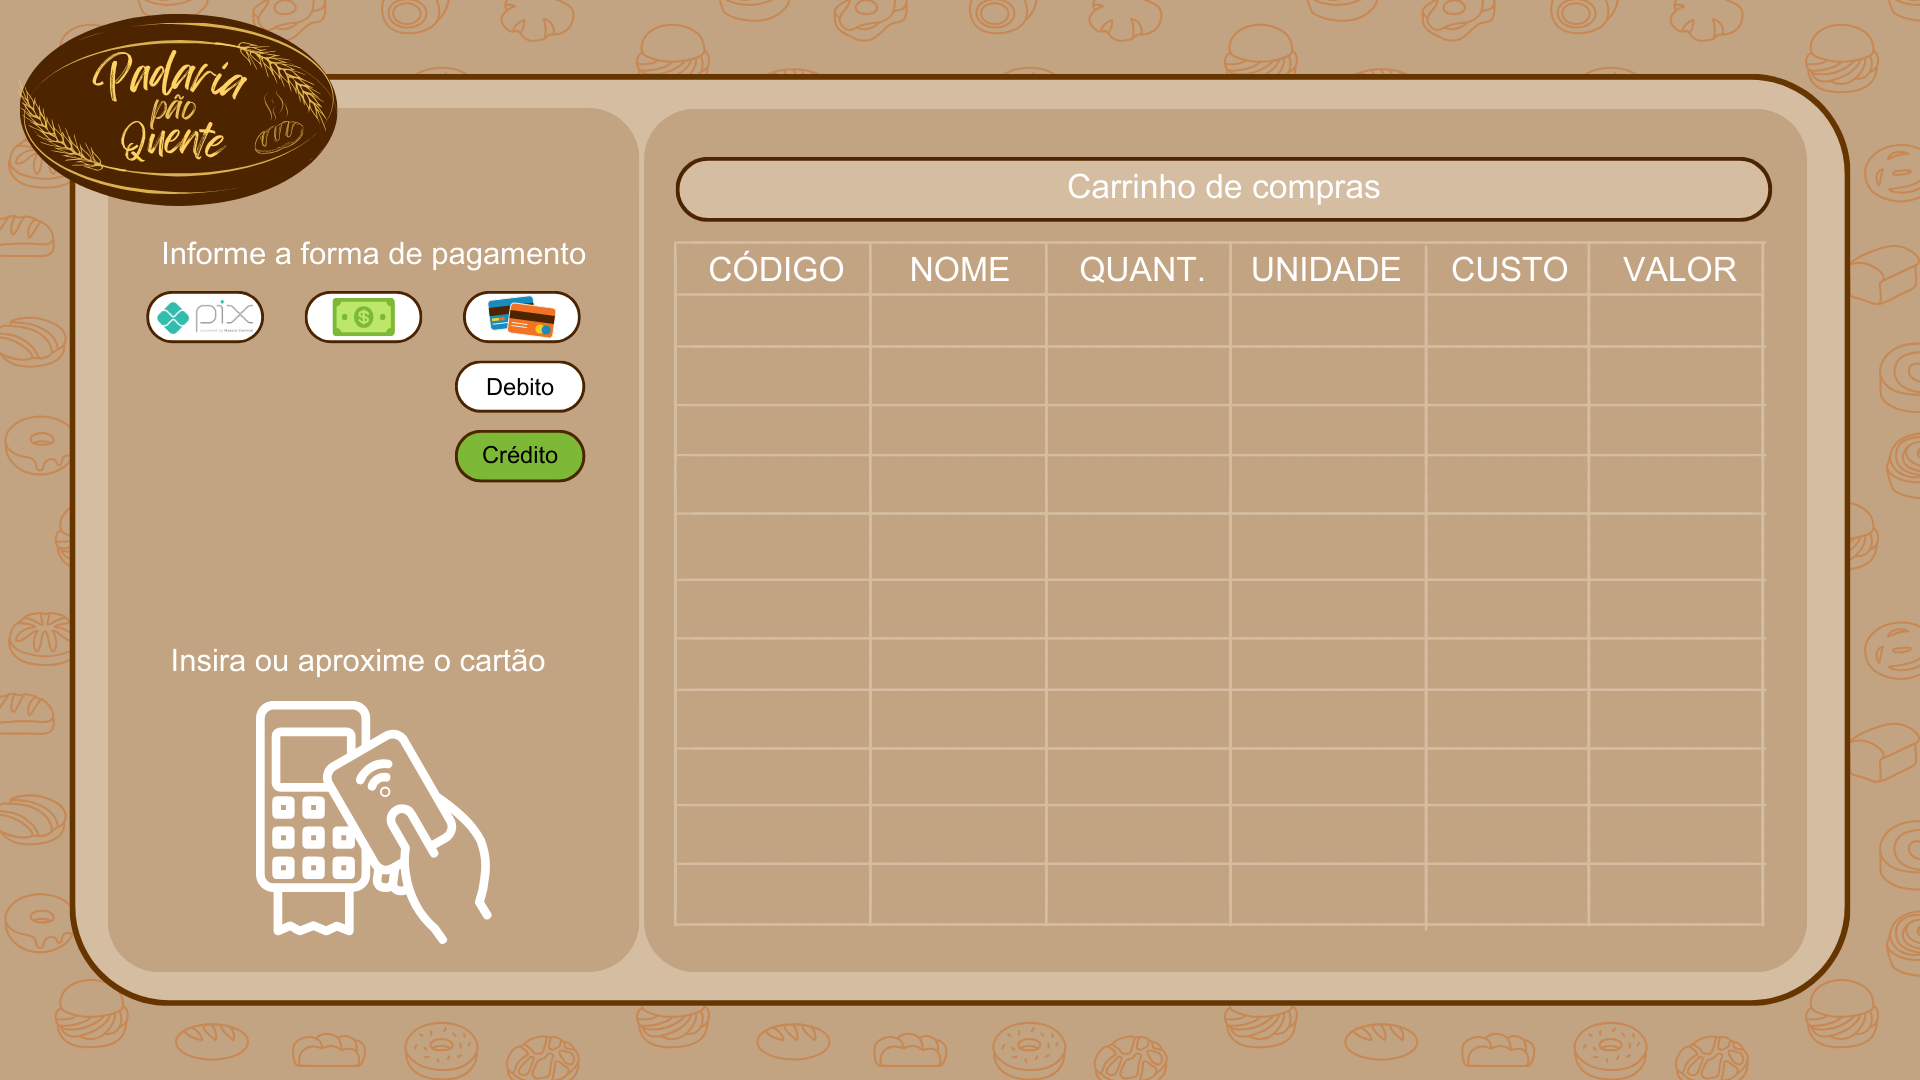 Padaria
pão
Quente
Informe a forma de pagamento
pix
Debito
Crédito
Insira ou aproxime o cartão
Carrinho de compras
CÓDIGO NOME QUANT. UNIDADE CUSTO VALOR